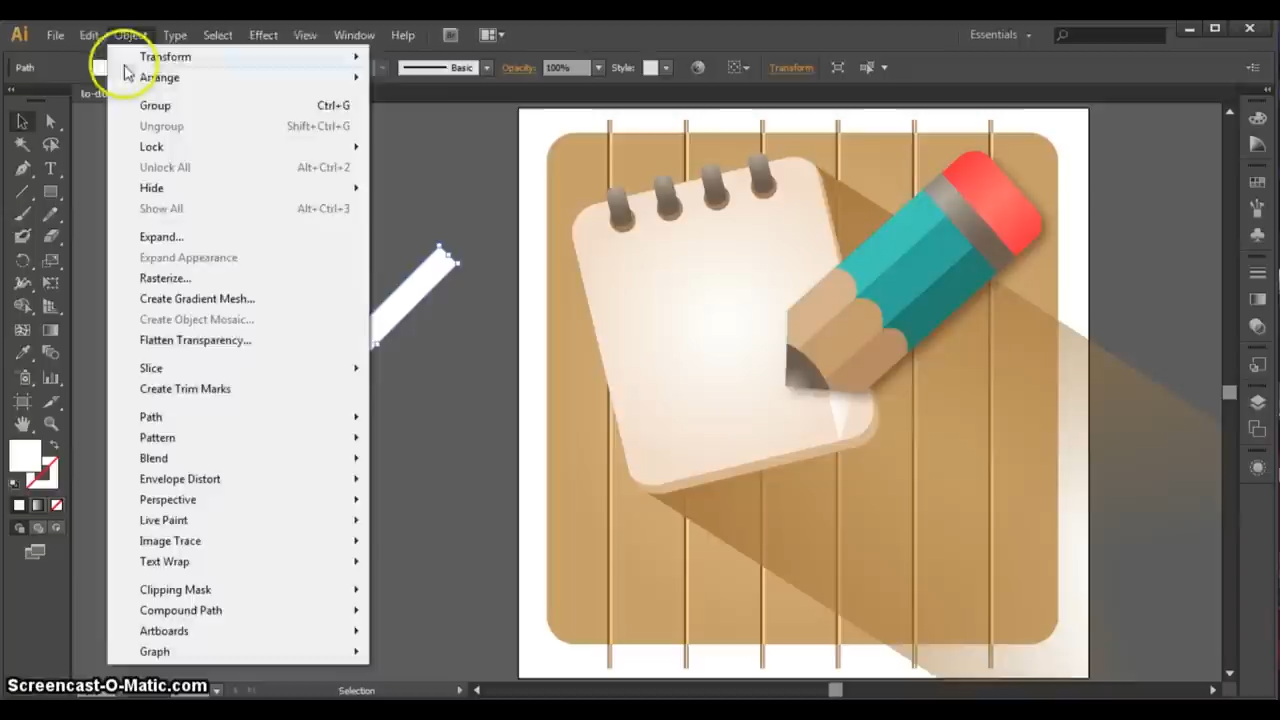 Ai File Edit Object Type Select Effect View Window Help Essentials
Path Basic Opacity: 100% Style: Transform
Transform
Arrange
Group Ctrl+G
Ungroup Shift+Ctrl+G
Lock
Unlock All Alt+Ctrl+2
Hide
Show All Alt+Ctrl+3
Expand...
Expand Appearance
Rasterize...
Create Gradient Mesh...
Create Object Mosaic...
Flatten Transparency...
Slice
Create Trim Marks
Path
Pattern
Blend
Envelope Distort
Perspective
Live Paint
Image Trace
Text Wrap
Clipping Mask
Compound Path
Artboards
Graph
Screencast-O-Matic.com
Selection